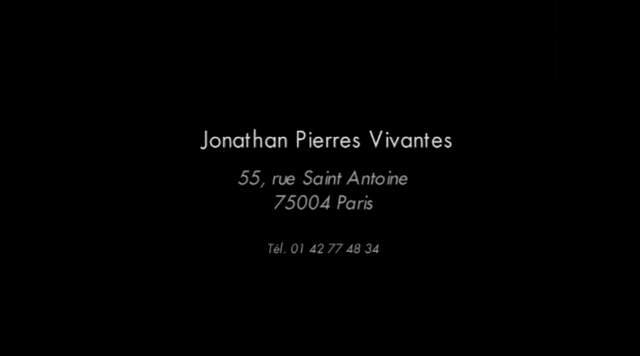 Jonathan Pierres Vivantes
55, rue Saint Antoine
75004 Paris
Tél. 01 42 77 48 34